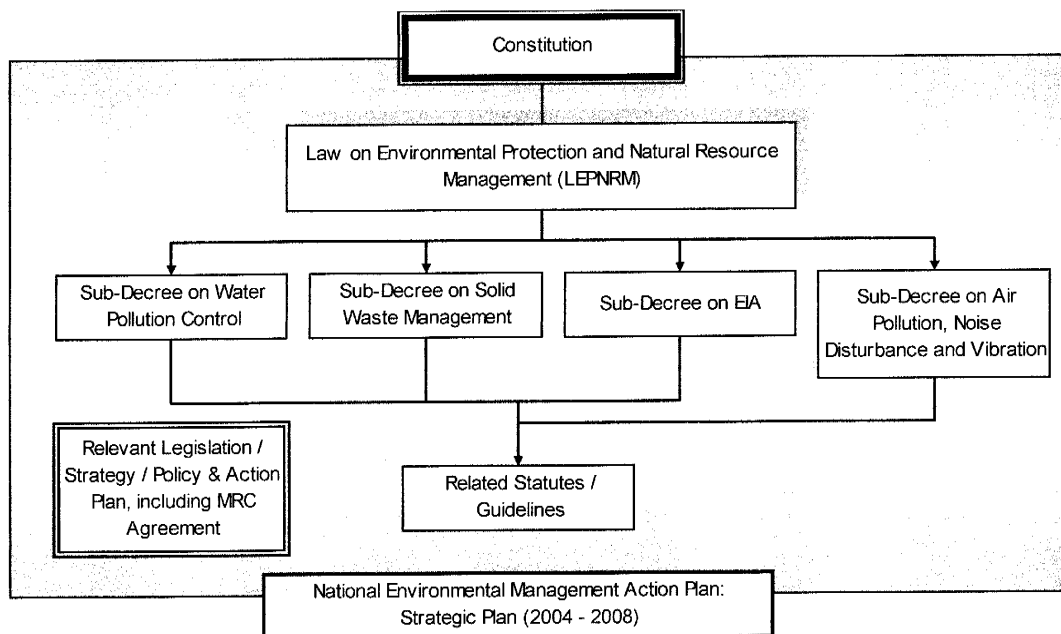 Constitution
Law on Environmental Protection and Natural Resource
Management (LEPNRM)
Sub-Decree on Water
Pollution Control
Sub-Decree on Solid
Waste Management
Sub-Decree on EIA
Sub-Decree on Air
Pollution, Noise
Disturbance and Vibration
Relevant Legislation /
Strategy / Policy & Action
Plan, including MRC
Agreement
Related Statutes /
Guidelines
National Environmental Management Action Plan:
Strategic Plan (2004 - 2008)